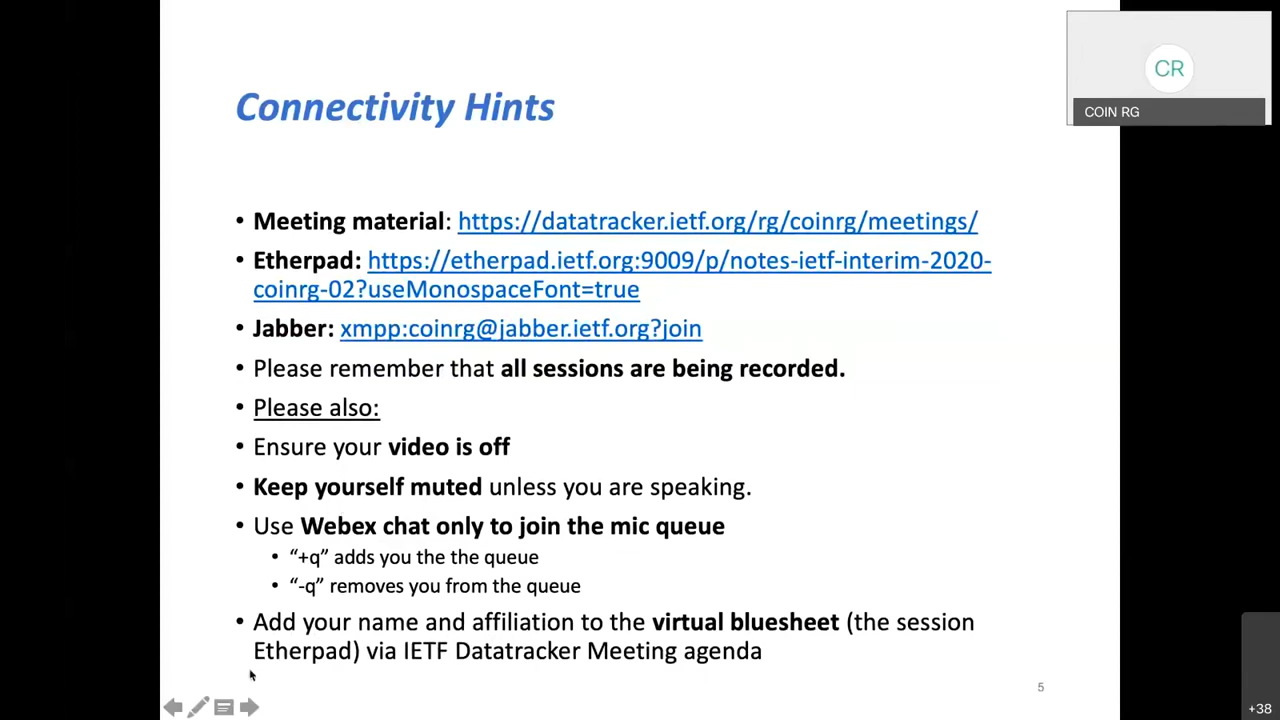 CR
COIN RG
Connectivity Hints
• Meeting material: https://datatracker.ietf.org/rg/coinrg/meetings/
• Etherpad: https://etherpad.ietf.org:9009/p/notes-ietf-interim-2020-
coinrg-02?useMonospaceFont=true
• Jabber: xmpp:coinrg@jabber.ietf.org?join
• Please remember that all sessions are being recorded.
• Please also:
• Ensure your video is off
• Keep yourself muted unless you are speaking.
• Use Webex chat only to join the mic queue
• “+q” adds you the the queue
• “-q” removes you from the queue
• Add your name and affiliation to the virtual bluesheet (the session
Etherpad) via IETF Datatracker Meeting agenda
5
+38